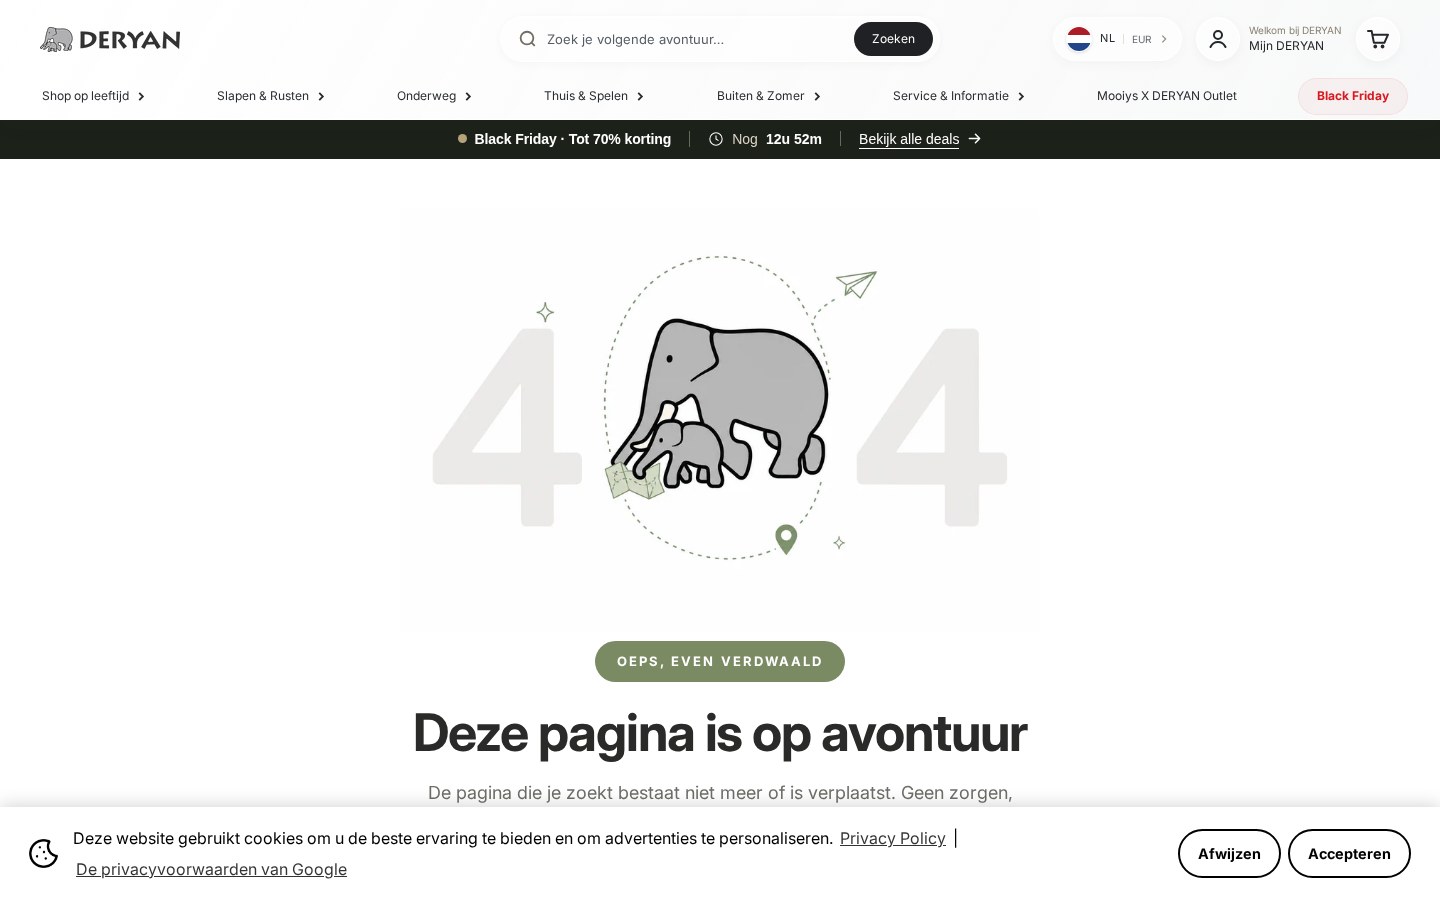 DERYAN
Zoek je volgende avontuur...
Zoeken
NL
EUR
Welkom bij DERYAN
Mijn DERYAN
Shop op leeftijd
Slapen & Rusten
Onderweg
Thuis & Spelen
Buiten & Zomer
Service & Informatie
Mooiys X DERYAN Outlet
Black Friday
Black Friday · Tot 70% korting
Nog 12u 52m
Bekijk alle deals
4 4
OEPS, EVEN VERDWAALD
Deze pagina is op avontuur
De pagina die je zoekt bestaat niet meer of is verplaatst. Geen zorgen,
Deze website gebruikt cookies om u de beste ervaring te bieden en om advertenties te personaliseren. Privacy Policy |
De privacyvoorwaarden van Google
Afwijzen
Accepteren